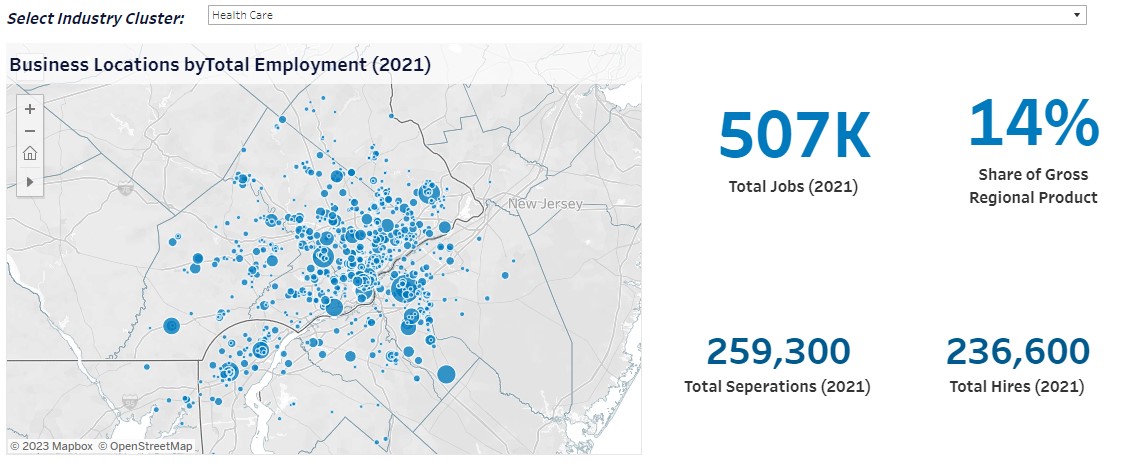 Select Industry Cluster:
Health Care
Business Locations byTotal Employment (2021)
+
−
New Jersey
© 2023 Mapbox © OpenStreetMap
507K
Total Jobs (2021)
14%
Share of Gross
Regional Product
259,300
Total Seperations (2021)
236,600
Total Hires (2021)